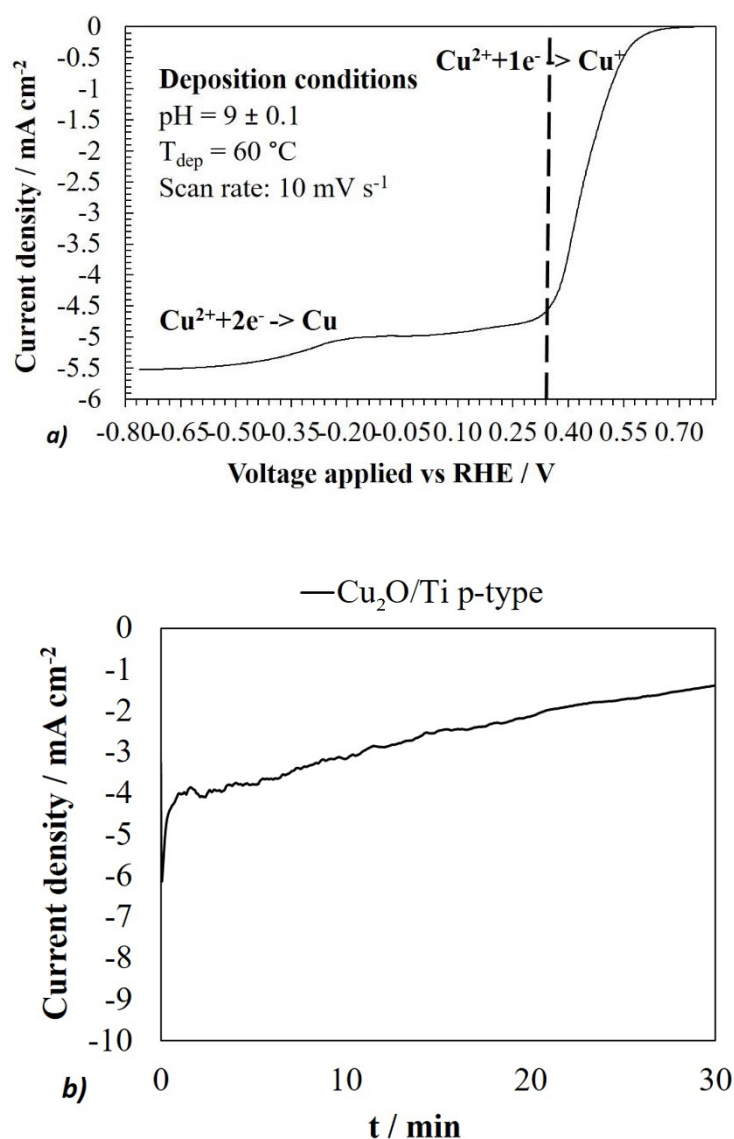 0
-0.5
-1
-1.5
-2
-2.5
-3
-3.5
-4
-4.5
-5
-5.5
-6
Current density / mA cm⁻²
Cu²⁺+1e⁻ -> Cu⁺
Deposition conditions
pH = 9 ± 0.1
T_dep = 60 °C
Scan rate: 10 mV s⁻¹
Cu²⁺+2e⁻ -> Cu
a)
-0.80 -0.65 -0.50 -0.35 -0.20 -0.05 0.10 0.25 0.40 0.55 0.70
Voltage applied vs RHE / V
Cu₂O/Ti p-type
0
-1
-2
-3
-4
-5
-6
-7
-8
-9
-10
Current density / mA cm⁻²
b)
0 10 20 30
t / min